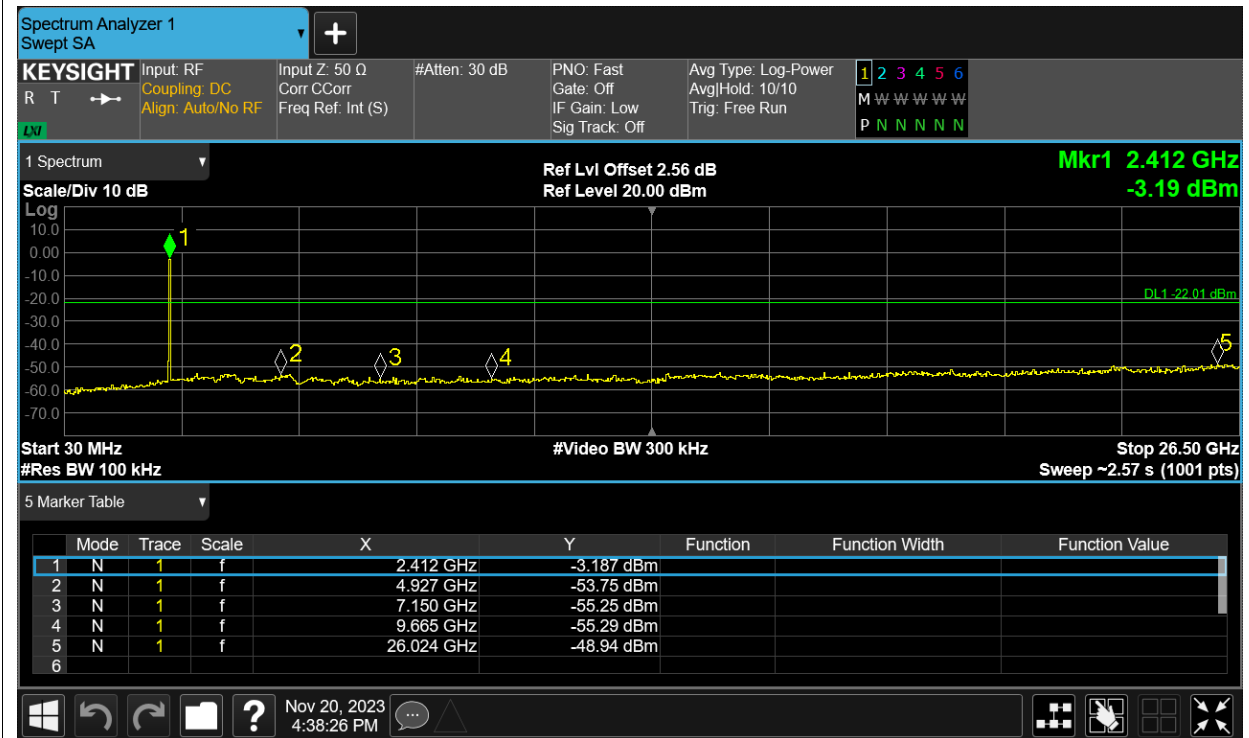 Spectrum Analyzer 1
Swept SA
+
KEYSIGHT
R T
LXI
Input: RF
Coupling: DC
Align: Auto/No RF
Input Z: 50 Ω
Corr CCorr
Freq Ref: Int (S)
#Atten: 30 dB
PNO: Fast
Gate: Off
IF Gain: Low
Sig Track: Off
Avg Type: Log-Power
Avg|Hold: 10/10
Trig: Free Run
1 2 3 4 5 6
M W W W W W
P N N N N N
1 Spectrum
Scale/Div 10 dB
Ref Lvl Offset 2.56 dB
Ref Level 20.00 dBm
Mkr1 2.412 GHz
-3.19 dBm
Log
10.0
0.00
-10.0
-20.0
-30.0
-40.0
-50.0
-60.0
-70.0
1
DL1 -22.01 dBm
2
3
4
5
Start 30 MHz
#Video BW 300 kHz
Stop 26.50 GHz
#Res BW 100 kHz
Sweep ~2.57 s (1001 pts)
5 Marker Table
Mode Trace Scale X Y Function Function Width Function Value
1 N 1 f 2.412 GHz -3.187 dBm
2 N 1 f 4.927 GHz -53.75 dBm
3 N 1 f 7.150 GHz -55.25 dBm
4 N 1 f 9.665 GHz -55.29 dBm
5 N 1 f 26.024 GHz -48.94 dBm
6
?
Nov 20, 2023
4:38:26 PM